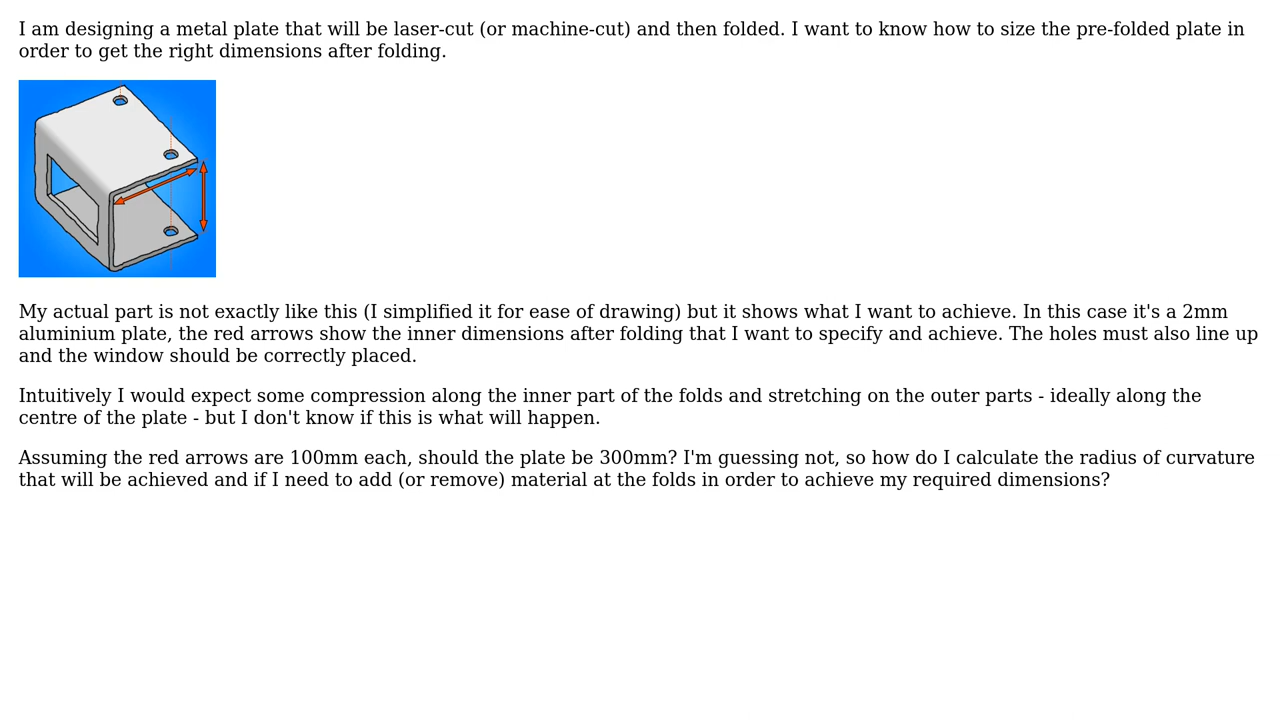 I am designing a metal plate that will be laser-cut (or machine-cut) and then folded. I want to know how to size the pre-folded plate in
order to get the right dimensions after folding.
My actual part is not exactly like this (I simplified it for ease of drawing) but it shows what I want to achieve. In this case it's a 2mm
aluminium plate, the red arrows show the inner dimensions after folding that I want to specify and achieve. The holes must also line up
and the window should be correctly placed.
Intuitively I would expect some compression along the inner part of the folds and stretching on the outer parts - ideally along the
centre of the plate - but I don't know if this is what will happen.
Assuming the red arrows are 100mm each, should the plate be 300mm? I'm guessing not, so how do I calculate the radius of curvature
that will be achieved and if I need to add (or remove) material at the folds in order to achieve my required dimensions?